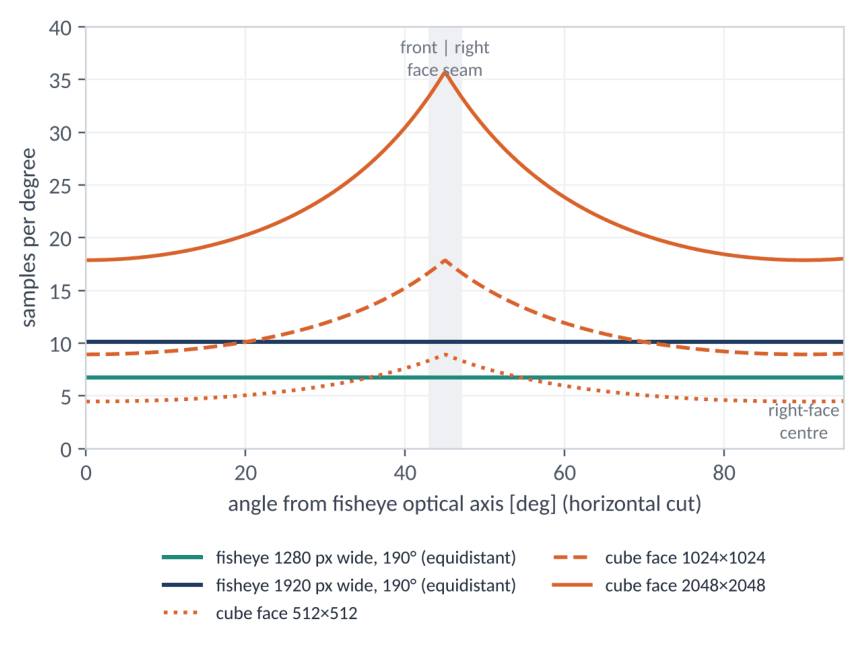 40
35
30
25
20
15
10
5
0
samples per degree
front | right
face seam
right-face
centre
0 20 40 60 80
angle from fisheye optical axis [deg] (horizontal cut)
fisheye 1280 px wide, 190° (equidistant)
fisheye 1920 px wide, 190° (equidistant)
cube face 512×512
cube face 1024×1024
cube face 2048×2048